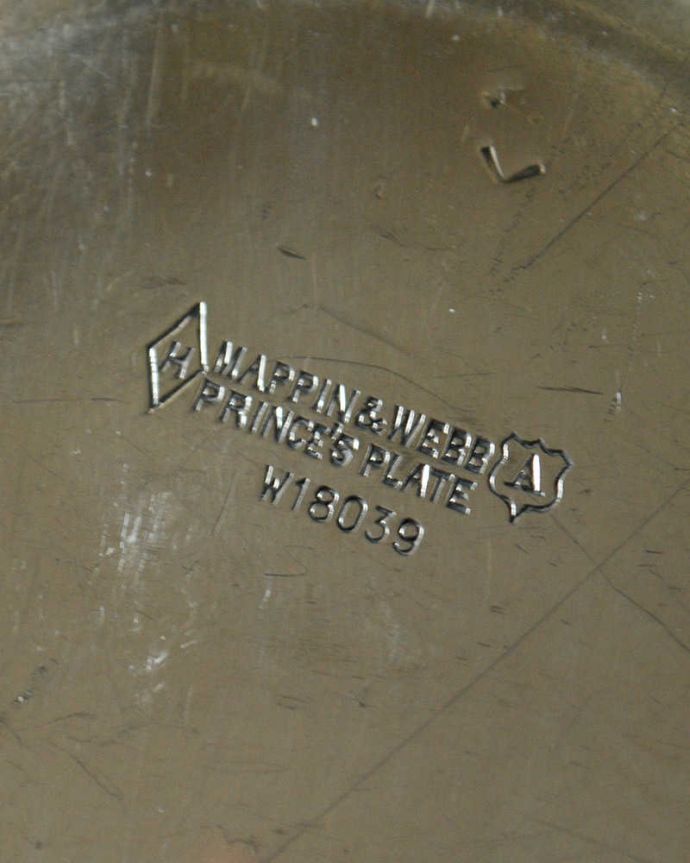 H MAPPIN & WEBB A
PRINCE'S PLATE
W18039